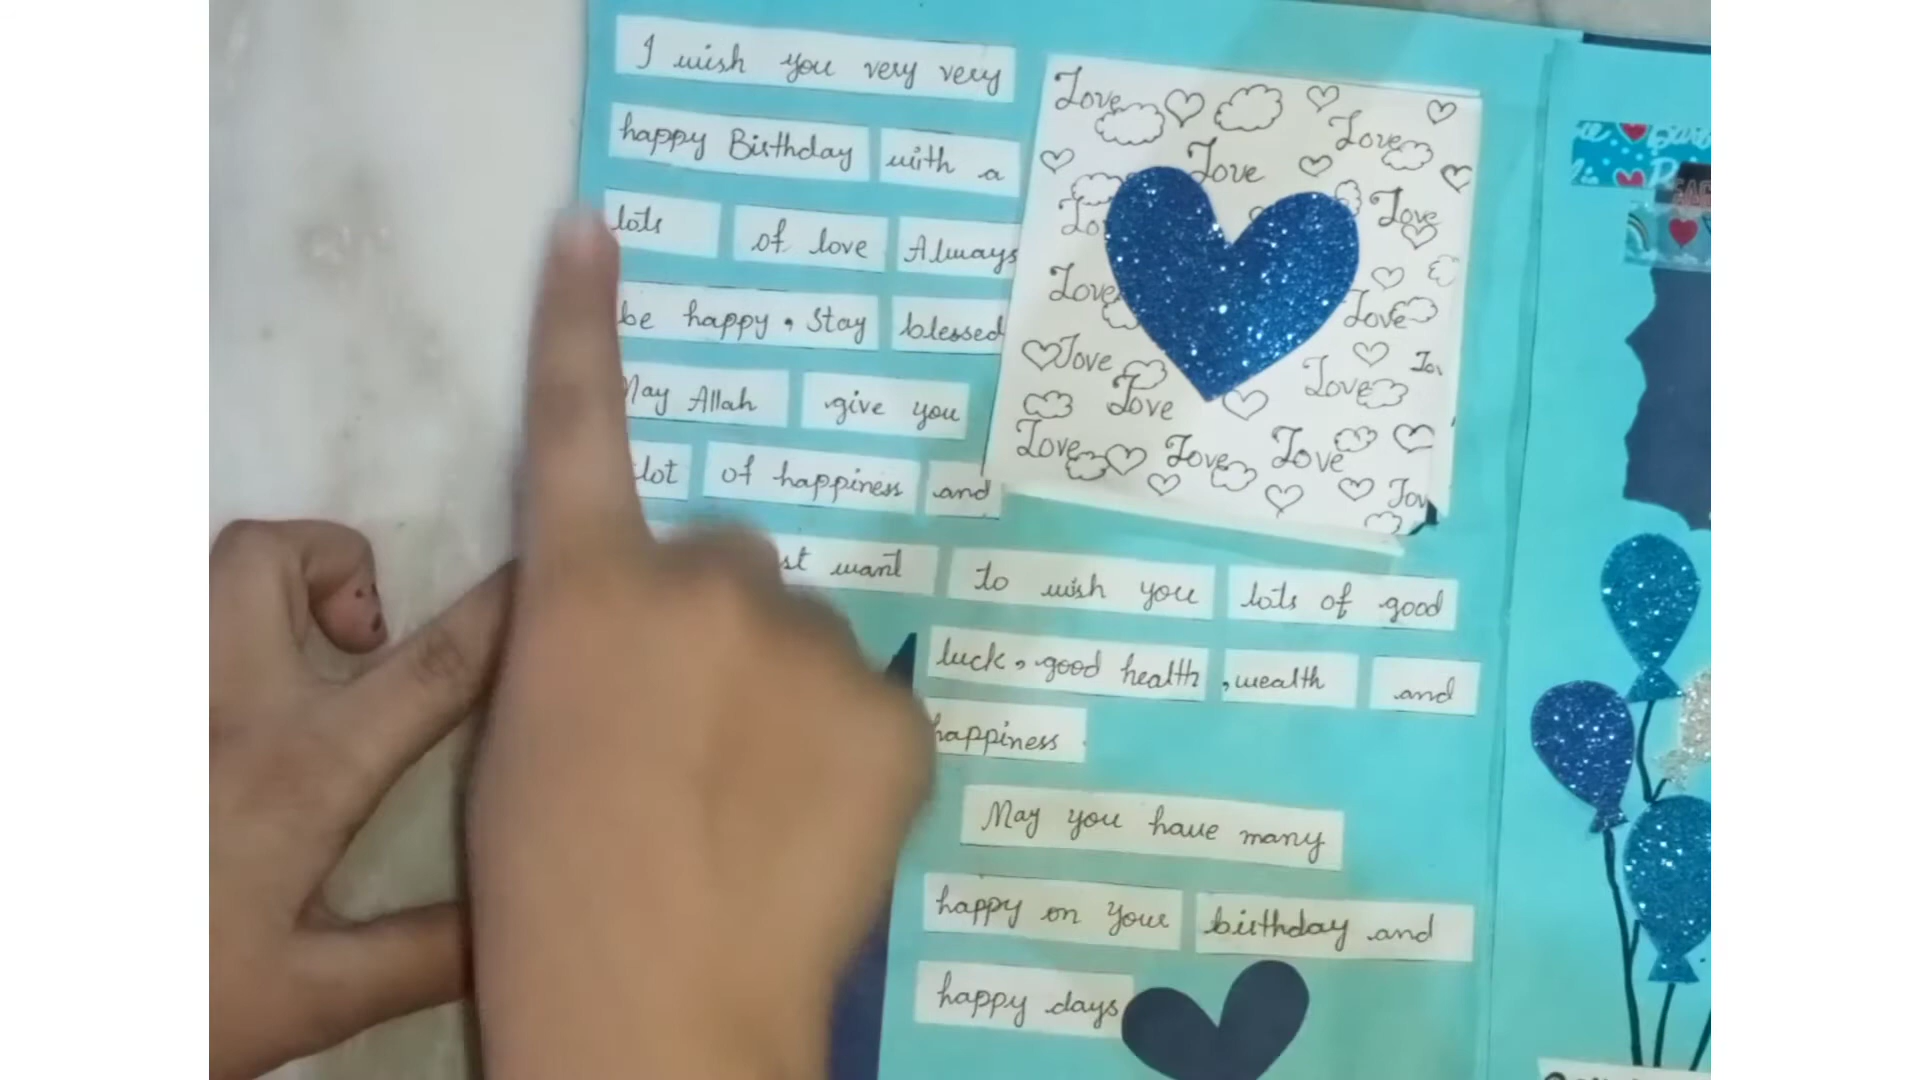 I wish you very very
happy Birthday with a
lots of love Always
be happy, Stay blessed
May Allah give you
lot of happiness and
want
to wish you lots of good
luck, good health, wealth and
happiness.
May you have many
happy on your birthday and
happy days
Love
Love
Love
Love
Love
Love
Love
Love
Love
Love
Love
Love
Love